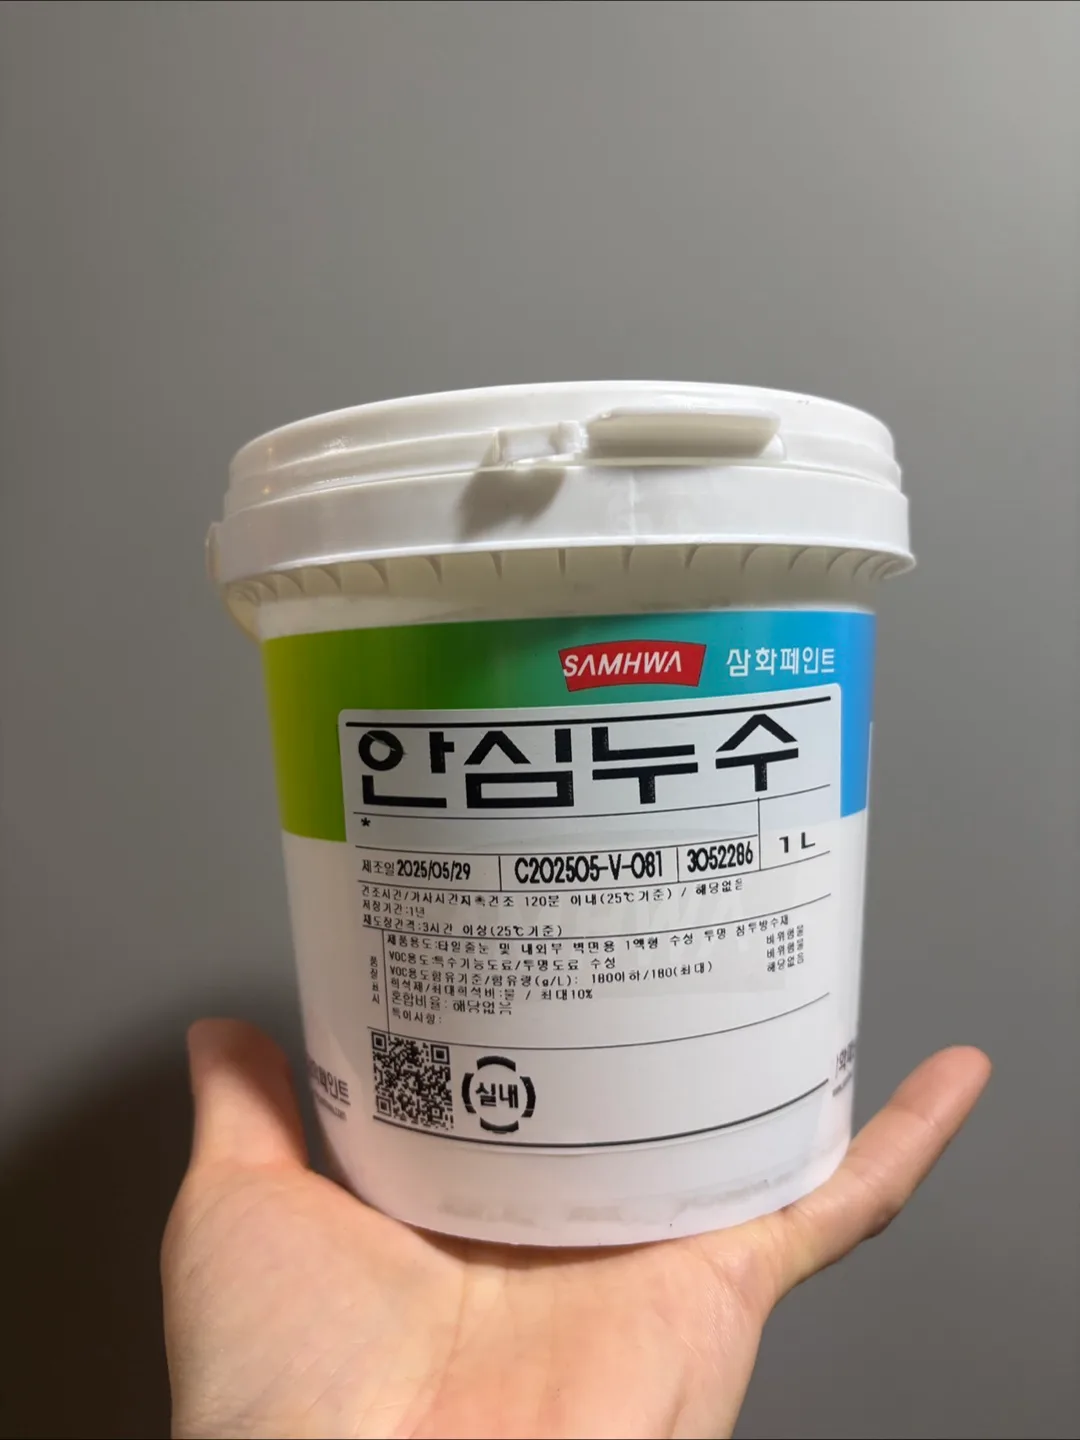 SAMHWA 삼화페인트
안심누수
*
1L
제조일 2025/05/29 C202505-V-081 3052286
건조시간/가사시간지촉건조 120분 이내(25℃기준) / 해당없음
저장기간:1년
재도장간격:3시간 이상(25℃기준)
품명표시
제품용도:타일줄눈 및 내외부 벽면용 1액형 수성 투명 침투방수재
VOC용도:특수기능도료/투명도료 수성
VOC용도함유기준/함유량(g/L): 180이하/180(최대)
희석제/최대희석비:물 / 최대10%
혼합비율: 해당없음
특이사항:
비위험물
비위험물
해당없음
실내